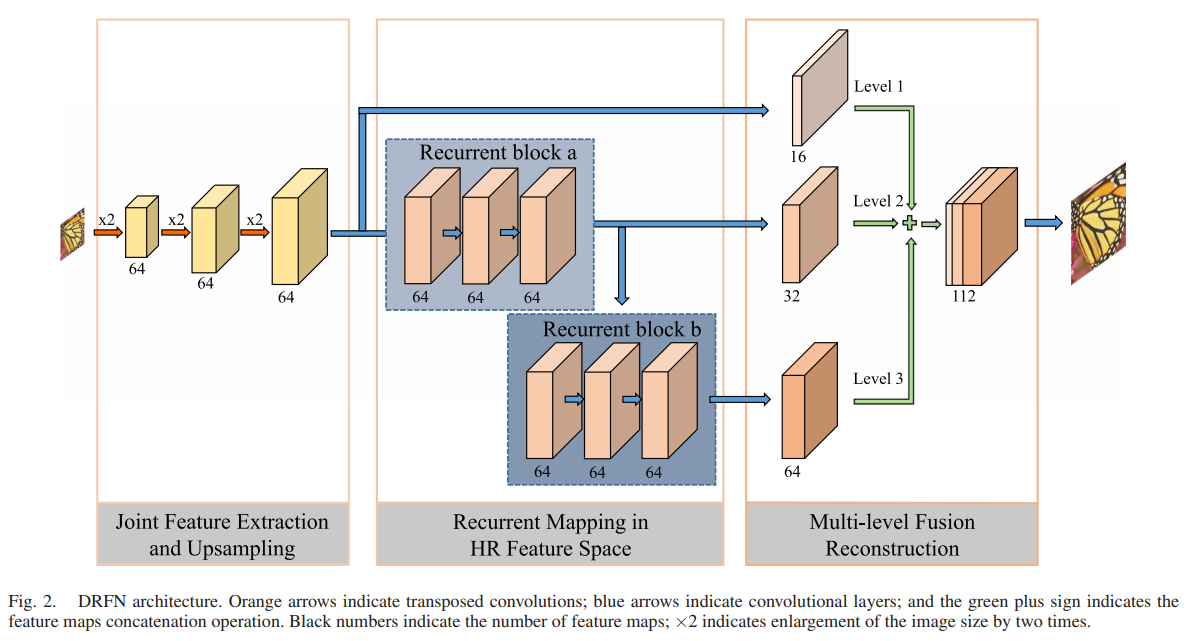 Level 1
16
Recurrent block a
x2
x2
x2
64
64
64
64
64
64
Level 2
32
112
Recurrent block b
64
64
64
Level 3
64
Joint Feature Extraction
and Upsampling
Recurrent Mapping in
HR Feature Space
Multi-level Fusion
Reconstruction
Fig. 2. DRFN architecture. Orange arrows indicate transposed convolutions; blue arrows indicate convolutional layers; and the green plus sign indicates the
feature maps concatenation operation. Black numbers indicate the number of feature maps; ×2 indicates enlargement of the image size by two times.